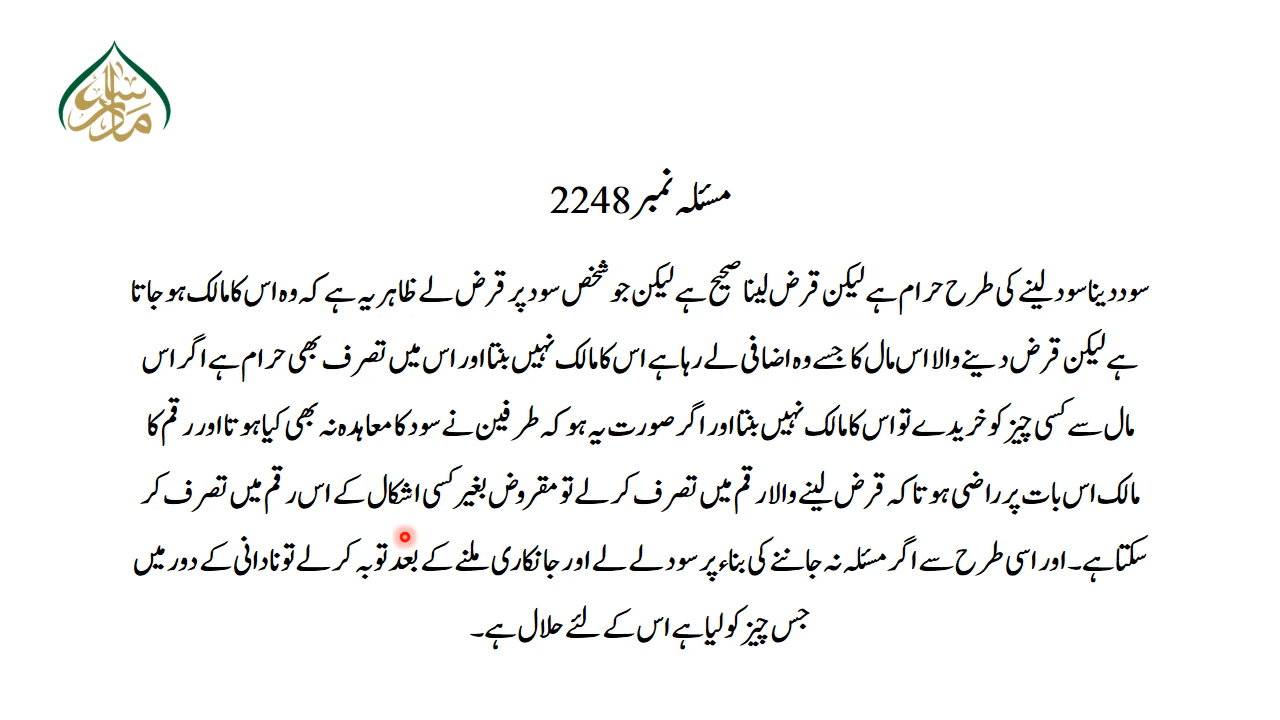 مسئلہ نمبر 2248
سود دینا سود لینے کی طرح حرام ہے لیکن قرض لینا صحیح ہے لیکن جو شخص سود پر قرض لے ظاہر یہ ہے کہ وہ اس کا مالک ہو جاتا
ہے لیکن قرض دینے والا اس مال کا جسے وہ اضافی لے رہا ہے اس کا مالک نہیں بنتا اور اس میں تصرف بھی حرام ہے اگر اس
مال سے کسی چیز کو خریدے تو اس کا مالک نہیں بنتا اور اگر صورت یہ ہو کہ طرفین نے سود کا معاہدہ نہ بھی کیا ہوتا اور رقم کا
مالک اس بات پر راضی ہوتا کہ قرض لینے والا رقم میں تصرف کر لے تو مقروض بغیر کسی اشکال کے اس رقم میں تصرف کر
سکتا ہے۔ اور اسی طرح سے اگر مسئلہ نہ جاننے کی بناء پر سود لے لے اور جانکاری ملنے کے بعد توبہ کر لے تو نادانی کے دور میں
جس چیز کو لیا ہے اس کے لئے حلال ہے۔